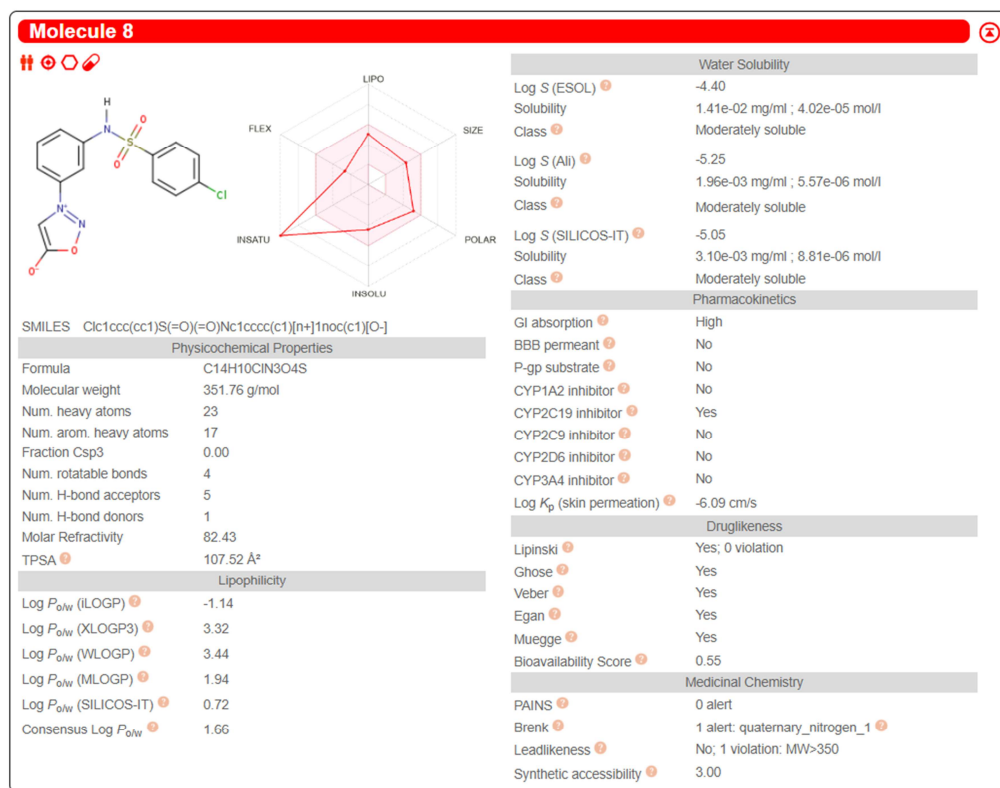 Molecule 8
LIPO
FLEX
SIZE
INSATU
POLAR
INSOLU
H
N
S
O
O
Cl
N+
N
O
O-
SMILES Clc1ccc(cc1)S(=O)(=O)Nc1cccc(c1)[n+]1noc(c1)[O-]
Physicochemical Properties
Formula C14H10ClN3O4S
Molecular weight 351.76 g/mol
Num. heavy atoms 23
Num. arom. heavy atoms 17
Fraction Csp3 0.00
Num. rotatable bonds 4
Num. H-bond acceptors 5
Num. H-bond donors 1
Molar Refractivity 82.43
TPSA ? 107.52 Å²
Lipophilicity
Log Po/w (iLOGP) ? -1.14
Log Po/w (XLOGP3) ? 3.32
Log Po/w (WLOGP) ? 3.44
Log Po/w (MLOGP) ? 1.94
Log Po/w (SILICOS-IT) ? 0.72
Consensus Log Po/w ? 1.66
Water Solubility
Log S (ESOL) ? -4.40
Solubility 1.41e-02 mg/ml ; 4.02e-05 mol/l
Class ? Moderately soluble
Log S (Ali) ? -5.25
Solubility 1.96e-03 mg/ml ; 5.57e-06 mol/l
Class ? Moderately soluble
Log S (SILICOS-IT) ? -5.05
Solubility 3.10e-03 mg/ml ; 8.81e-06 mol/l
Class ? Moderately soluble
Pharmacokinetics
GI absorption ? High
BBB permeant ? No
P-gp substrate ? No
CYP1A2 inhibitor ? No
CYP2C19 inhibitor ? Yes
CYP2C9 inhibitor ? No
CYP2D6 inhibitor ? No
CYP3A4 inhibitor ? No
Log Kp (skin permeation) ? -6.09 cm/s
Druglikeness
Lipinski ? Yes; 0 violation
Ghose ? Yes
Veber ? Yes
Egan ? Yes
Muegge ? Yes
Bioavailability Score ? 0.55
Medicinal Chemistry
PAINS ? 0 alert
Brenk ? 1 alert: quaternary_nitrogen_1 ?
Leadlikeness ? No; 1 violation: MW>350
Synthetic accessibility ? 3.00